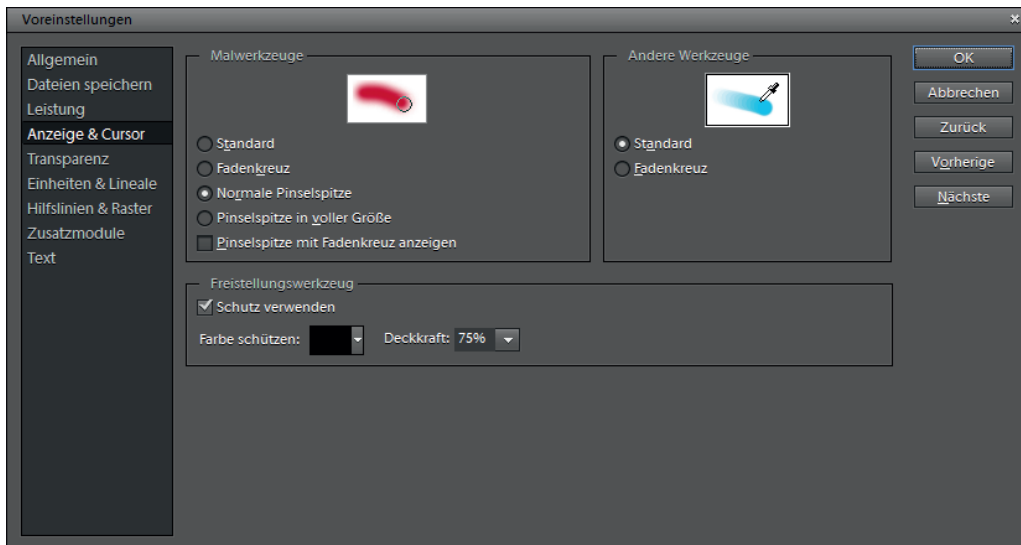 Voreinstellungen
Allgemein
Dateien speichern
Leistung
Anzeige & Cursor
Transparenz
Einheiten & Lineale
Hilfslinien & Raster
Zusatzmodule
Text
Malwerkzeuge
Standard
Fadenkreuz
Normale Pinselspitze
Pinselspitze in voller Größe
Pinselspitze mit Fadenkreuz anzeigen
Andere Werkzeuge
Standard
Fadenkreuz
Freistellungswerkzeug
Schutz verwenden
Farbe schützen: Deckkraft: 75%
OK
Abbrechen
Zurück
Vorherige
Nächste